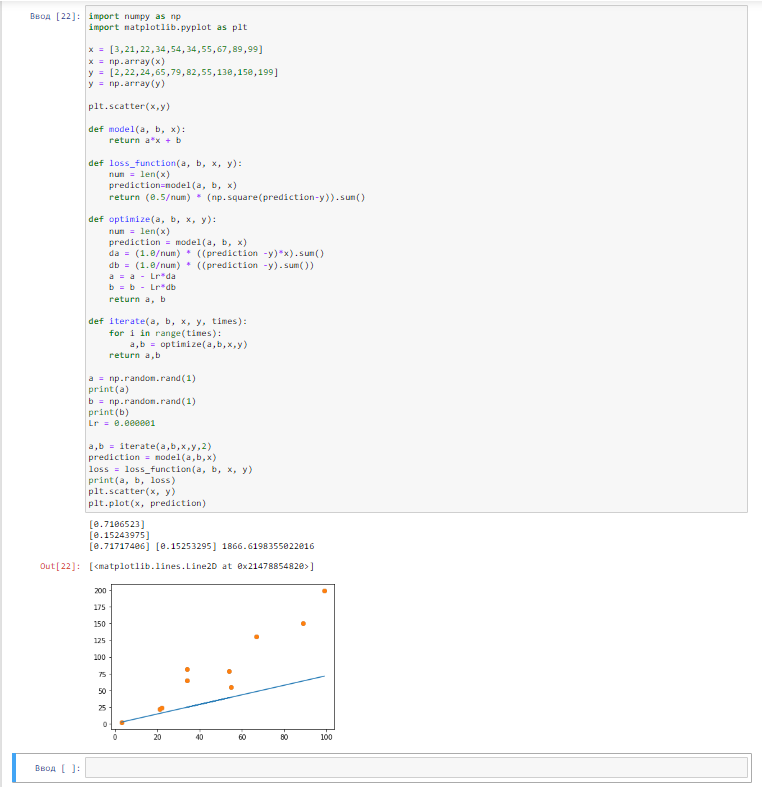 Ввод [22]: import numpy as np
import matplotlib.pyplot as plt
x = [3,21,22,34,54,34,55,67,89,99]
x = np.array(x)
y = [2,22,24,65,79,82,55,130,150,199]
y = np.array(y)
plt.scatter(x,y)
def model(a, b, x):
    return a*x + b
def loss_function(a, b, x, y):
    num = len(x)
    prediction=model(a, b, x)
    return (0.5/num) * (np.square(prediction-y)).sum()
def optimize(a, b, x, y):
    num = len(x)
    prediction = model(a, b, x)
    da = (1.0/num) * ((prediction -y)*x).sum()
    db = (1.0/num) * ((prediction -y).sum())
    a = a - Lr*da
    b = b - Lr*db
    return a, b
def iterate(a, b, x, y, times):
    for i in range(times):
        a,b = optimize(a,b,x,y)
    return a,b
a = np.random.rand(1)
print(a)
b = np.random.rand(1)
print(b)
Lr = 0.000001
a,b = iterate(a,b,x,y,2)
prediction = model(a,b,x)
loss = loss_function(a, b, x, y)
print(a, b, loss)
plt.scatter(x, y)
plt.plot(x, prediction)
[0.7106523]
[0.15243975]
[0.71717406] [0.15253295] 1866.6198355022016
Out[22]: [<matplotlib.lines.Line2D at 0x21478854820>]
200
175
150
125
100
75
50
25
0
0 20 40 60 80 100
Ввод [ ]: